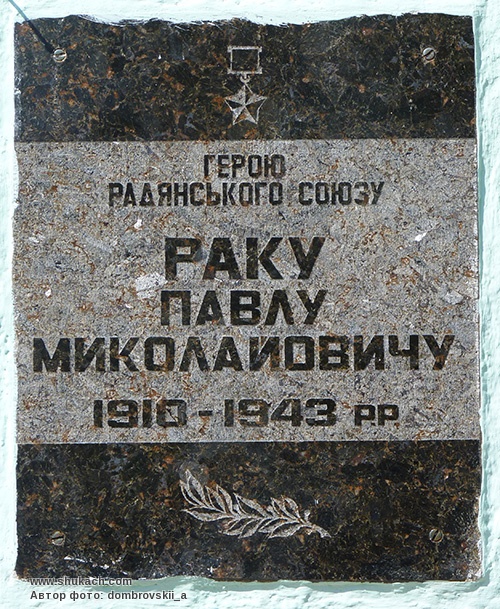 ГЕРОЮ
РАДЯНСЬКОГО СОЮЗУ
РАКУ
ПАВЛУ
МИКОЛАЙОВИЧУ
1910 - 1943 Р.Р.
www.shukach.com
Автор фото: dombrovskii_a